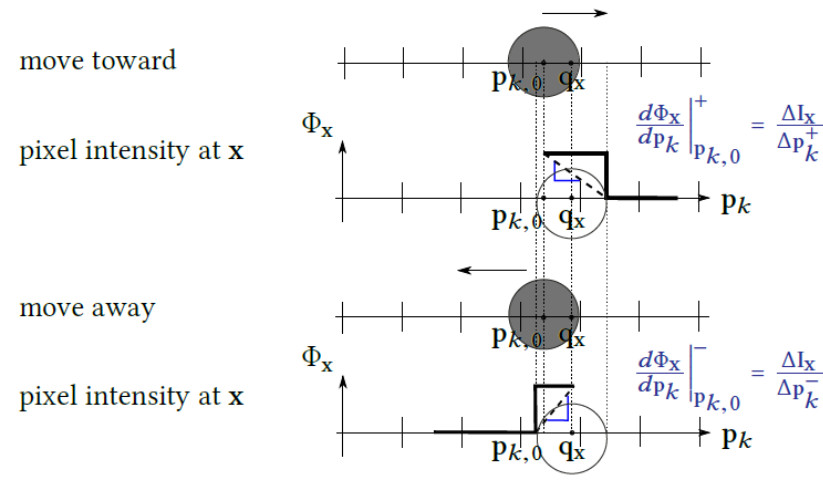 move toward
p_{k,0} q_x
pixel intensity at x
Φ_x
dΦ_x/dp_k |^+_{p_{k,0}} = ΔI_x/Δp_k^+
p_{k,0} q_x
p_k
move away
p_{k,0} q_x
pixel intensity at x
Φ_x
dΦ_x/dp_k |^-_{p_{k,0}} = ΔI_x/Δp_k^-
p_{k,0} q_x
p_k